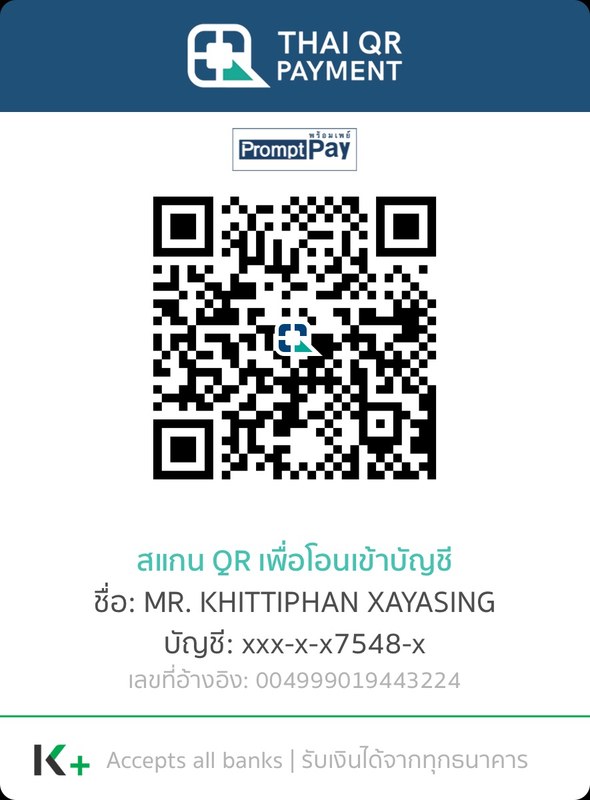 THAI QR
PAYMENT
พร้อมเพย์
PromptPay
สแกน QR เพื่อโอนเข้าบัญชี
ชื่อ: MR. KHITTIPHAN XAYASING
บัญชี: xxx-x-x7548-x
เลขที่อ้างอิง: 004999019443224
K+ Accepts all banks | รับเงินได้จากทุกธนาคาร